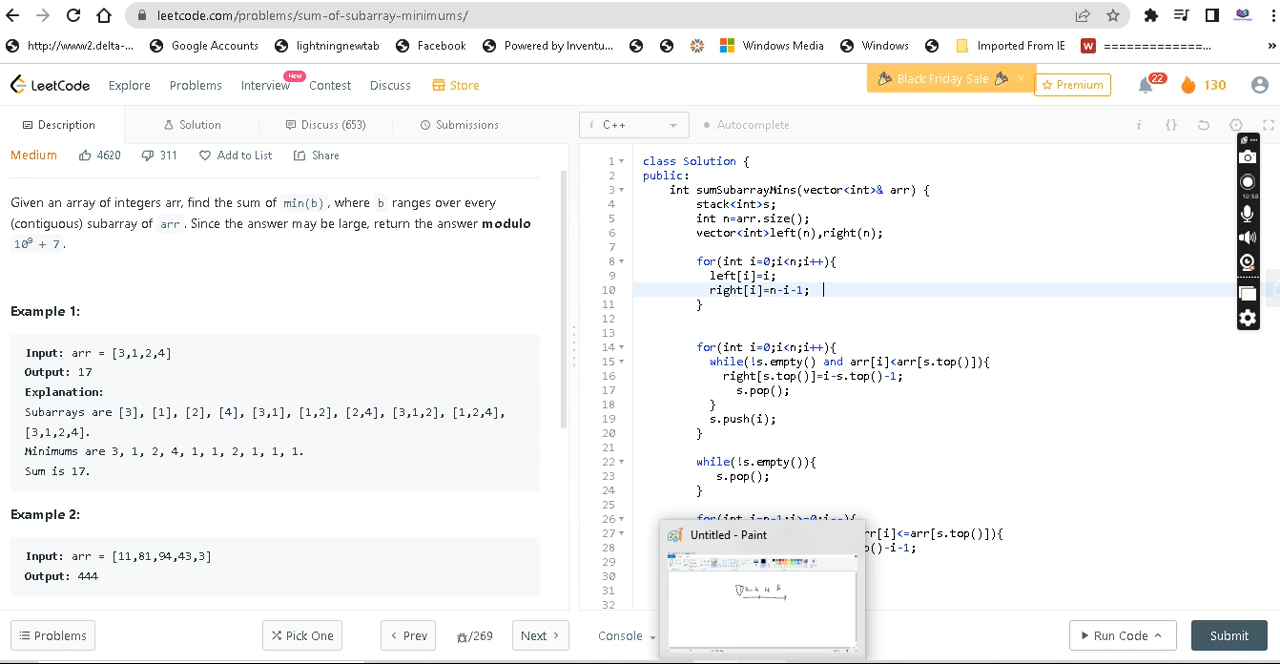 leetcode.com/problems/sum-of-subarray-minimums/
http://www2.delta-... Google Accounts lightningnewtab Facebook Powered by Inventu... Windows Media Windows Imported From IE ==============... »
LeetCode Explore Problems Interview New Contest Discuss Store Black Friday Sale × Premium 22 130
Description Solution Discuss (653) Submissions i C++ Autocomplete
Medium 4620 311 Add to List Share
Given an array of integers arr, find the sum of min(b) , where b ranges over every
(contiguous) subarray of arr . Since the answer may be large, return the answer modulo
10⁹ + 7 .
Example 1:
Input: arr = [3,1,2,4]
Output: 17
Explanation:
Subarrays are [3], [1], [2], [4], [3,1], [1,2], [2,4], [3,1,2], [1,2,4],
[3,1,2,4].
Minimums are 3, 1, 2, 4, 1, 1, 2, 1, 1, 1.
Sum is 17.
Example 2:
Input: arr = [11,81,94,43,3]
Output: 444
1 class Solution {
2 public:
3 int sumSubarrayMins(vector<int>& arr) {
4 stack<int>s;
5 int n=arr.size();
6 vector<int>left(n),right(n);
7
8 for(int i=0;i<n;i++){
9 left[i]=i;
10 right[i]=n-i-1;
11 }
12
13
14 for(int i=0;i<n;i++){
15 while(!s.empty() and arr[i]<arr[s.top()]){
16 right[s.top()]=i-s.top()-1;
17 s.pop();
18 }
19 s.push(i);
20 }
21
22 while(!s.empty()){
23 s.pop();
24 }
25
26 for(int i=n-1;i>=0;i--){
27 rr[i]<=arr[s.top()]){
28 )-i-1;
29
30
31
32
10:58
Untitled - Paint
Problems Pick One Prev /269 Next Console Run Code Submit